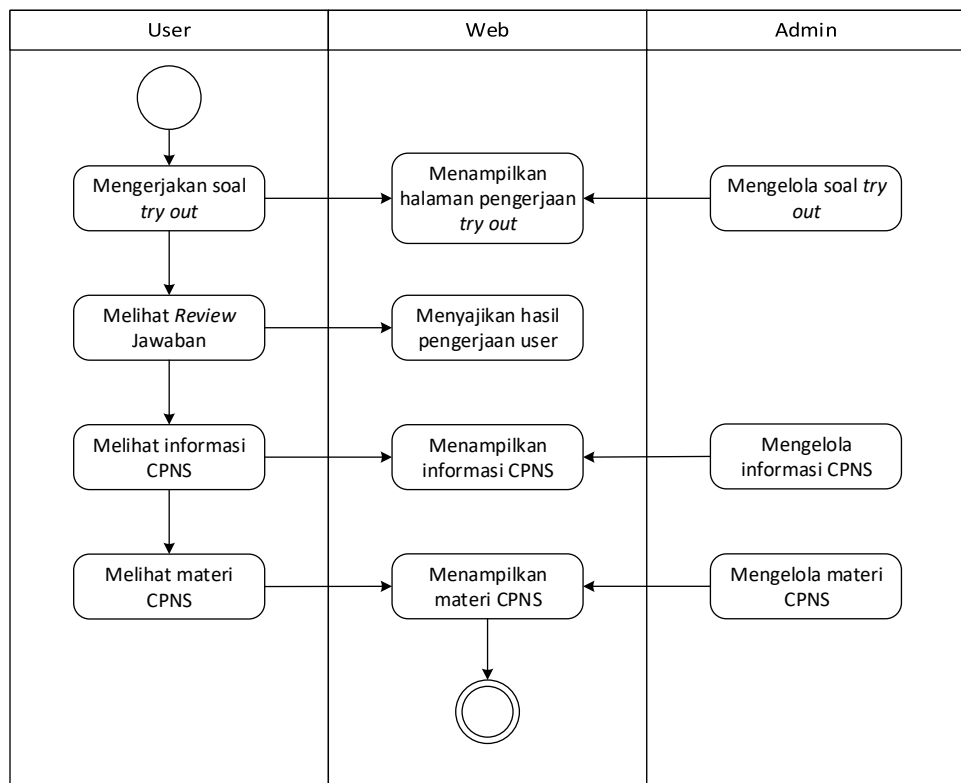 User
Web
Admin
Mengerjakan soal
try out
Menampilkan
halaman pengerjaan
try out
Mengelola soal try
out
Melihat Review
Jawaban
Menyajikan hasil
pengerjaan user
Melihat informasi
CPNS
Menampilkan
informasi CPNS
Mengelola
informasi CPNS
Melihat materi
CPNS
Menampilkan
materi CPNS
Mengelola materi
CPNS